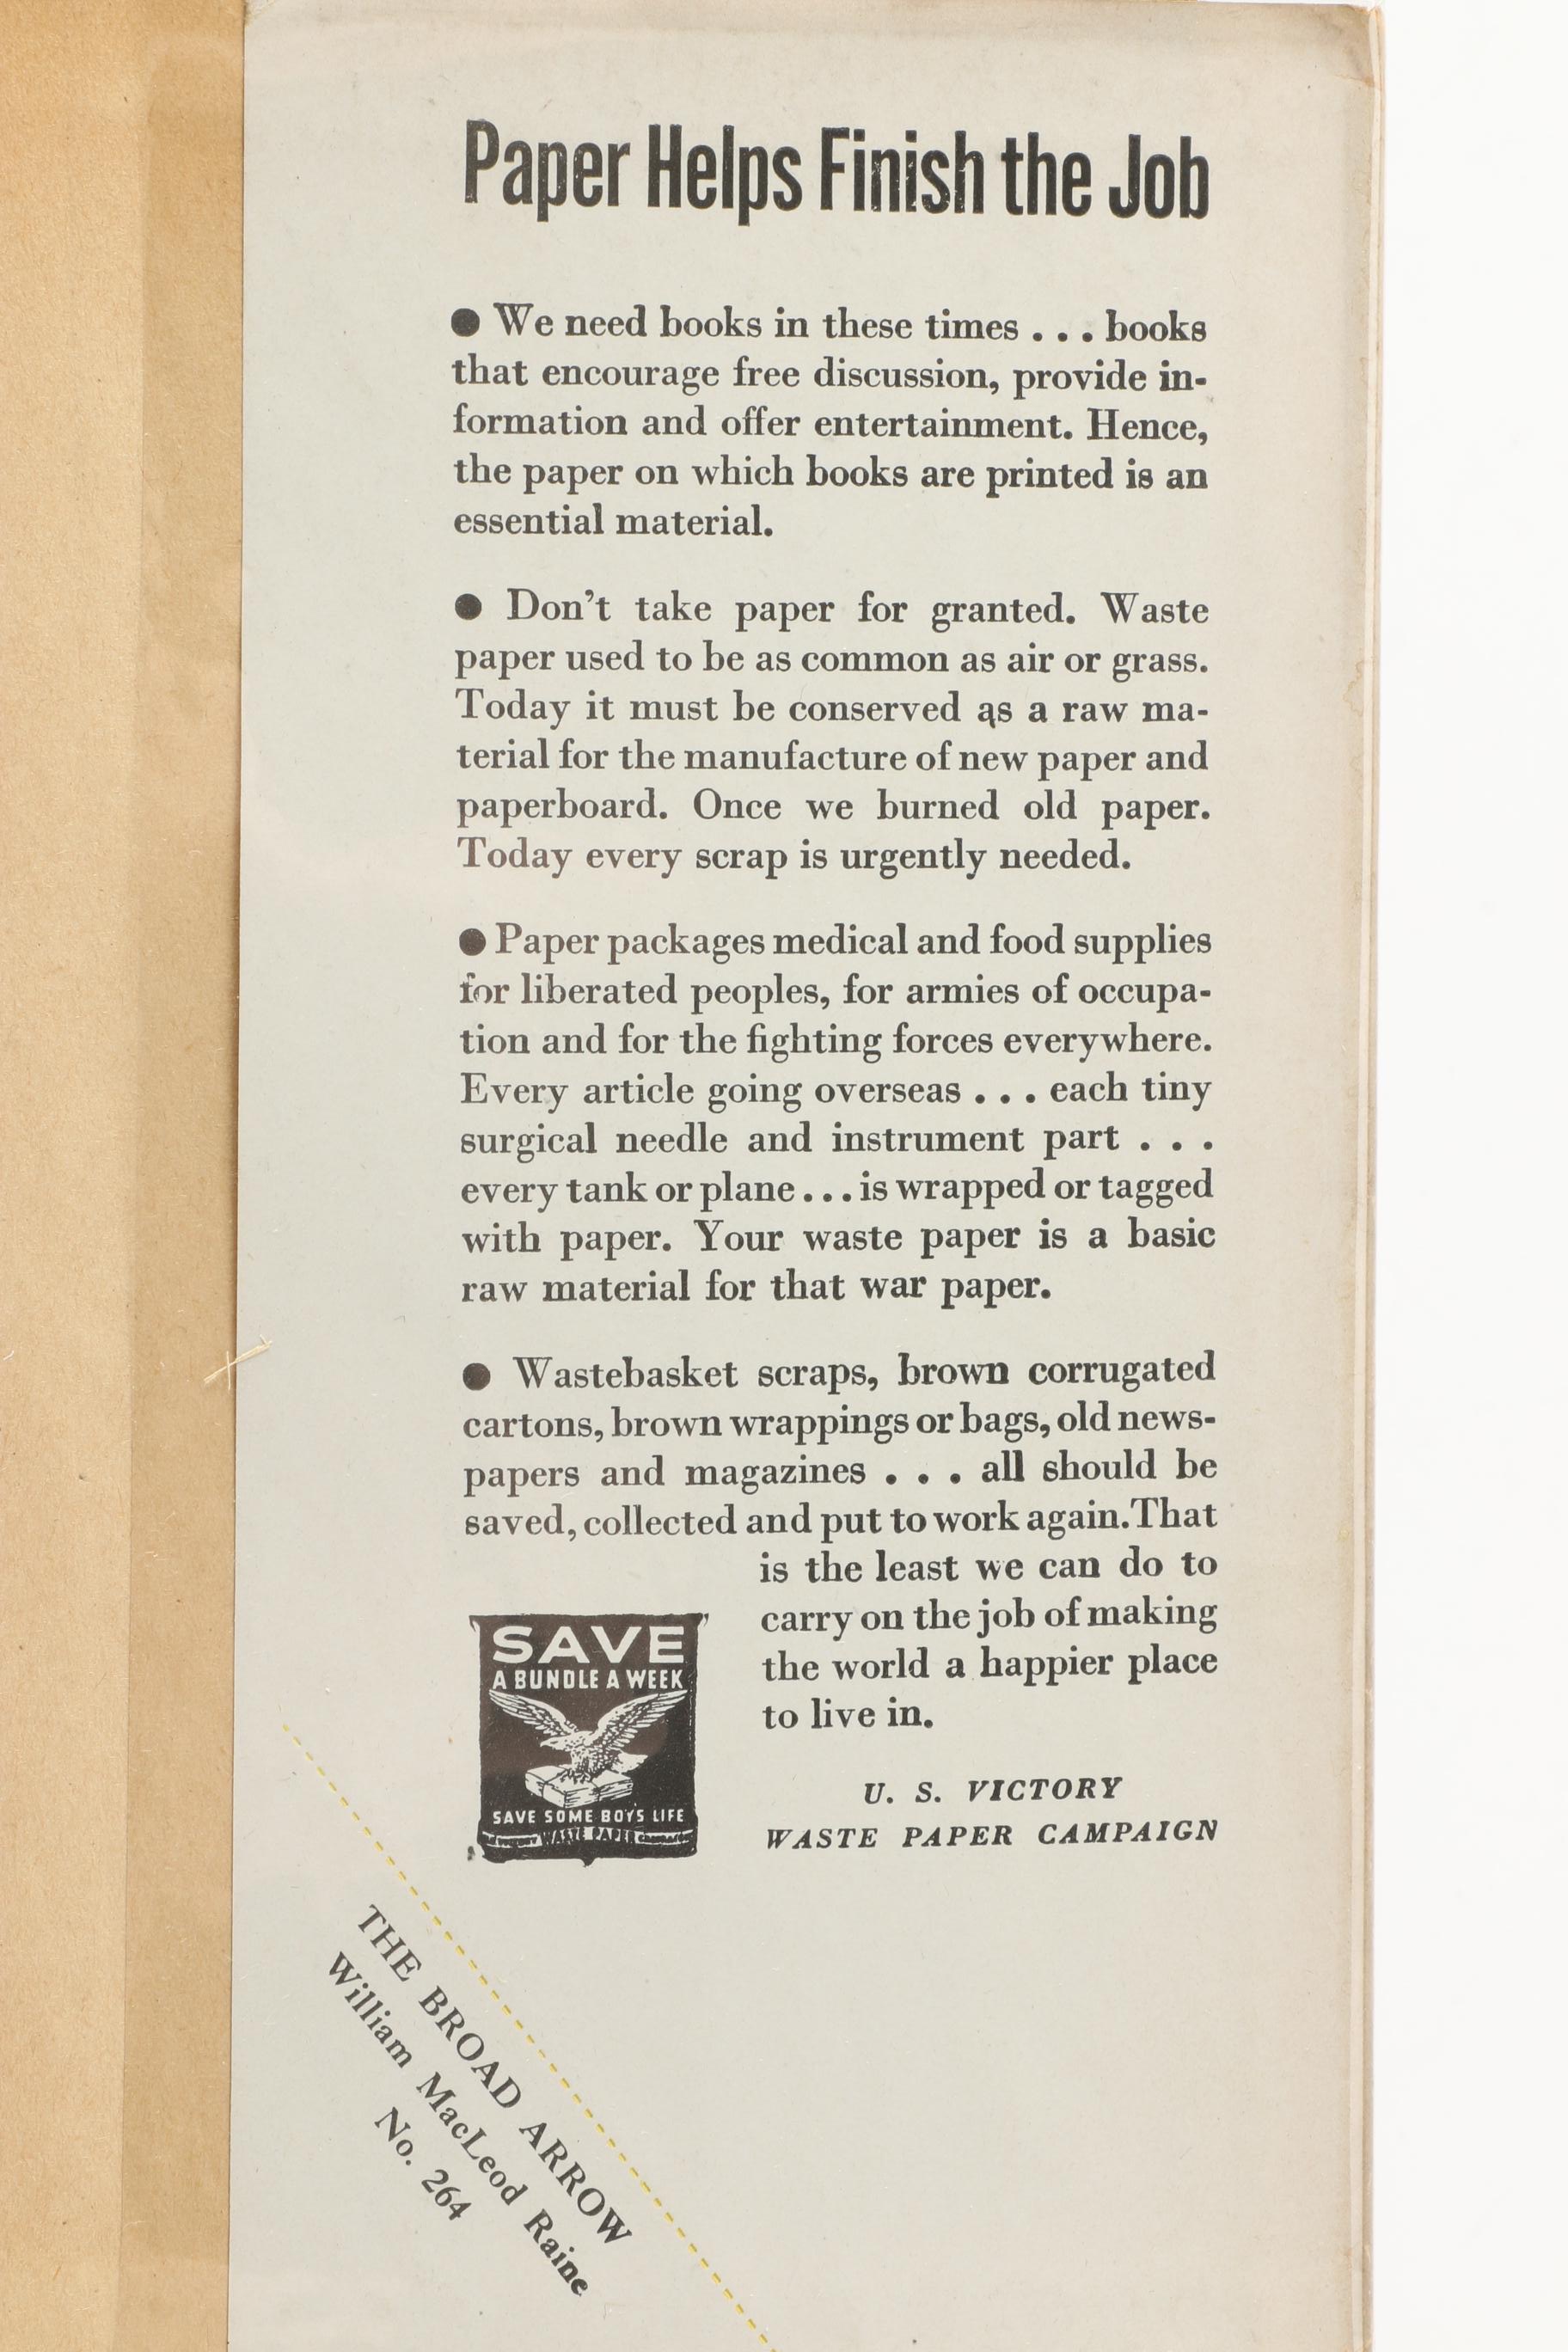 Paper Helps Finish the Job
● We need books in these times . . . books
that encourage free discussion, provide in-
formation and offer entertainment. Hence,
the paper on which books are printed is an
essential material.
● Don't take paper for granted. Waste
paper used to be as common as air or grass.
Today it must be conserved as a raw ma-
terial for the manufacture of new paper and
paperboard. Once we burned old paper.
Today every scrap is urgently needed.
● Paper packages medical and food supplies
for liberated peoples, for armies of occupa-
tion and for the fighting forces everywhere.
Every article going overseas . . . each tiny
surgical needle and instrument part . . .
every tank or plane . . . is wrapped or tagged
with paper. Your waste paper is a basic
raw material for that war paper.
● Wastebasket scraps, brown corrugated
cartons, brown wrappings or bags, old news-
papers and magazines . . . all should be
saved, collected and put to work again. That
is the least we can do to
carry on the job of making
the world a happier place
to live in.
SAVE
A BUNDLE A WEEK
SAVE SOME BOY'S LIFE
WASTE PAPER
U. S. VICTORY
WASTE PAPER CAMPAIGN
THE BROAD ARROW
William MacLeod Raine
No. 264